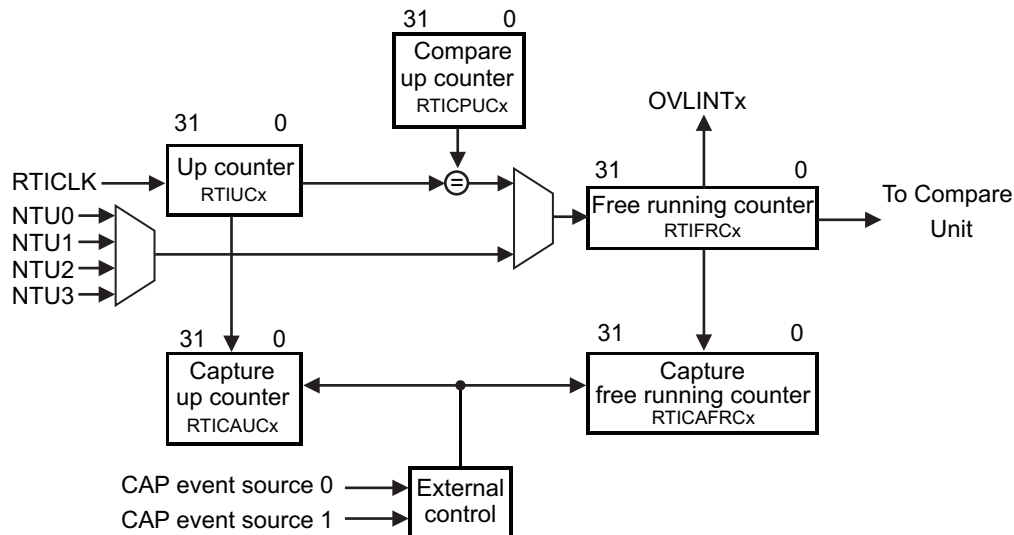 31 0
Compare
up counter
RTICPUCx
OVLINTx
31 0
Up counter
RTIUCx
RTICLK
=
31 0
Free running counter
RTIFRCx
To Compare
Unit
NTU0
NTU1
NTU2
NTU3
31 0
Capture
up counter
RTICAUCx
31 0
Capture
free running counter
RTICAFRCx
CAP event source 0
CAP event source 1
External
control